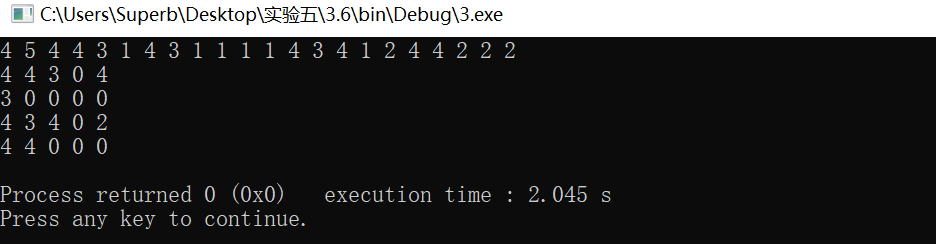 C:\Users\Superb\Desktop\实验五\3.6\bin\Debug\3.exe
4 5 4 4 3 1 4 3 1 1 1 1 4 3 4 1 2 4 4 2 2 2
4 4 3 0 4
3 0 0 0 0
4 3 4 0 2
4 4 0 0 0
Process returned 0 (0x0)   execution time : 2.045 s
Press any key to continue.